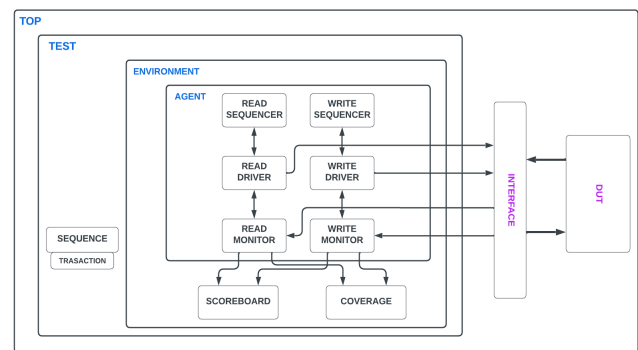 TOP
TEST
ENVIRONMENT
AGENT
READ
SEQUENCER
WRITE
SEQUENCER
READ
DRIVER
WRITE
DRIVER
READ
MONITOR
WRITE
MONITOR
SEQUENCE
TRASACTION
SCOREBOARD
COVERAGE
INTERFACE
DUT